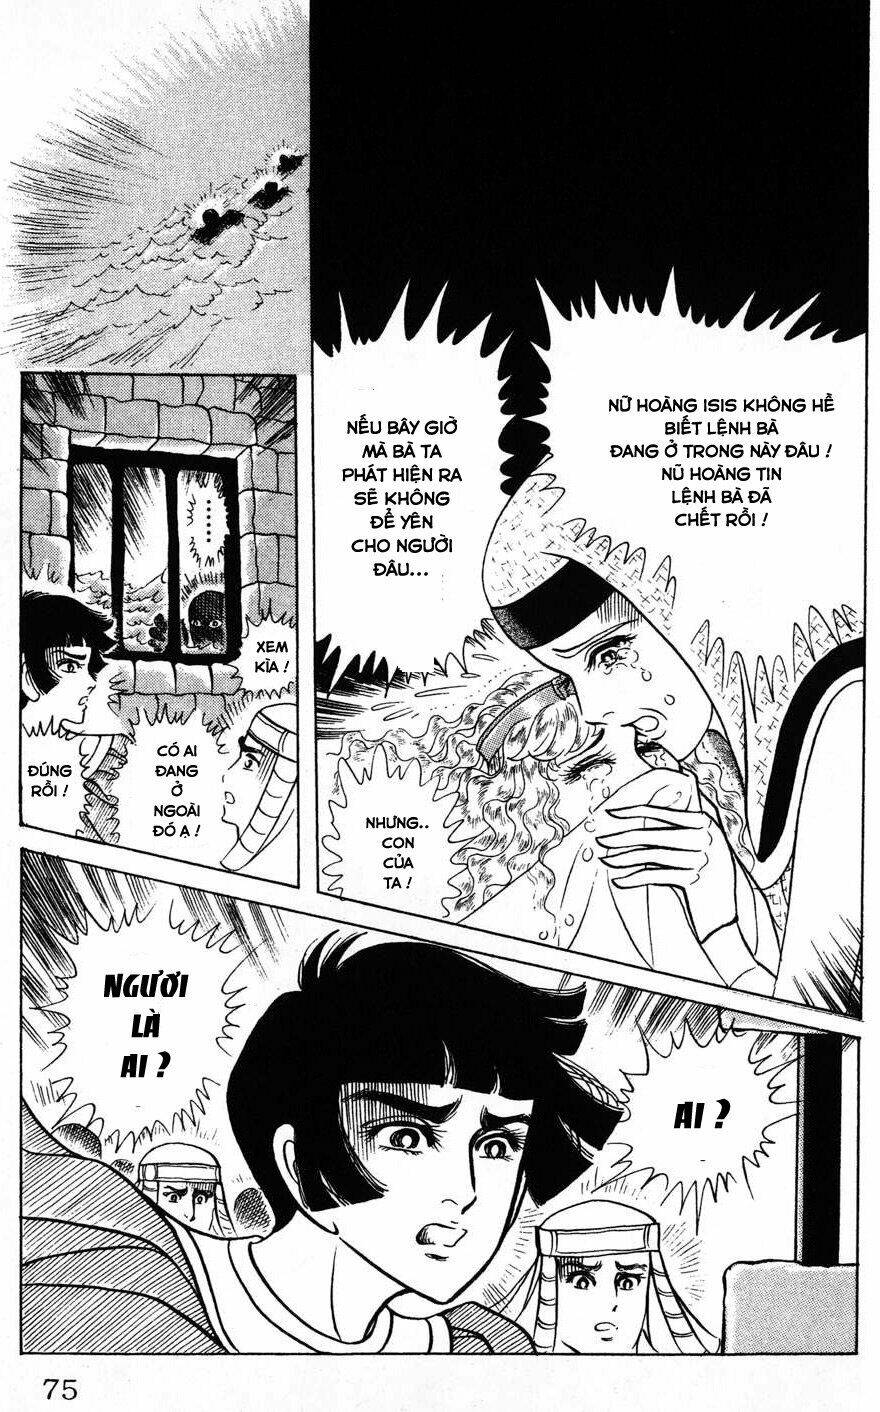 NỮ HOÀNG ISIS KHÔNG HỀ
BIẾT LỆNH BÀ
ĐANG Ở TRONG NÀY ĐÂU !
NŨ HOÀNG TIN
LỆNH BÀ ĐÃ
CHẾT RỒI !
NẾU BÂY GIỜ
MÀ BÀ TA
PHÁT HIỆN RA
SẼ KHÔNG
ĐỂ YÊN
CHO NGƯỜI
ĐÂU...
NHƯNG..
CON
CỦA
TA !
......
XEM
KÌA !
CÓ AI
ĐANG
Ở
NGOÀI
ĐÓ Ạ !
ĐÚNG
RỒI !
AI ?
NGƯƠI
LÀ
AI ?
75